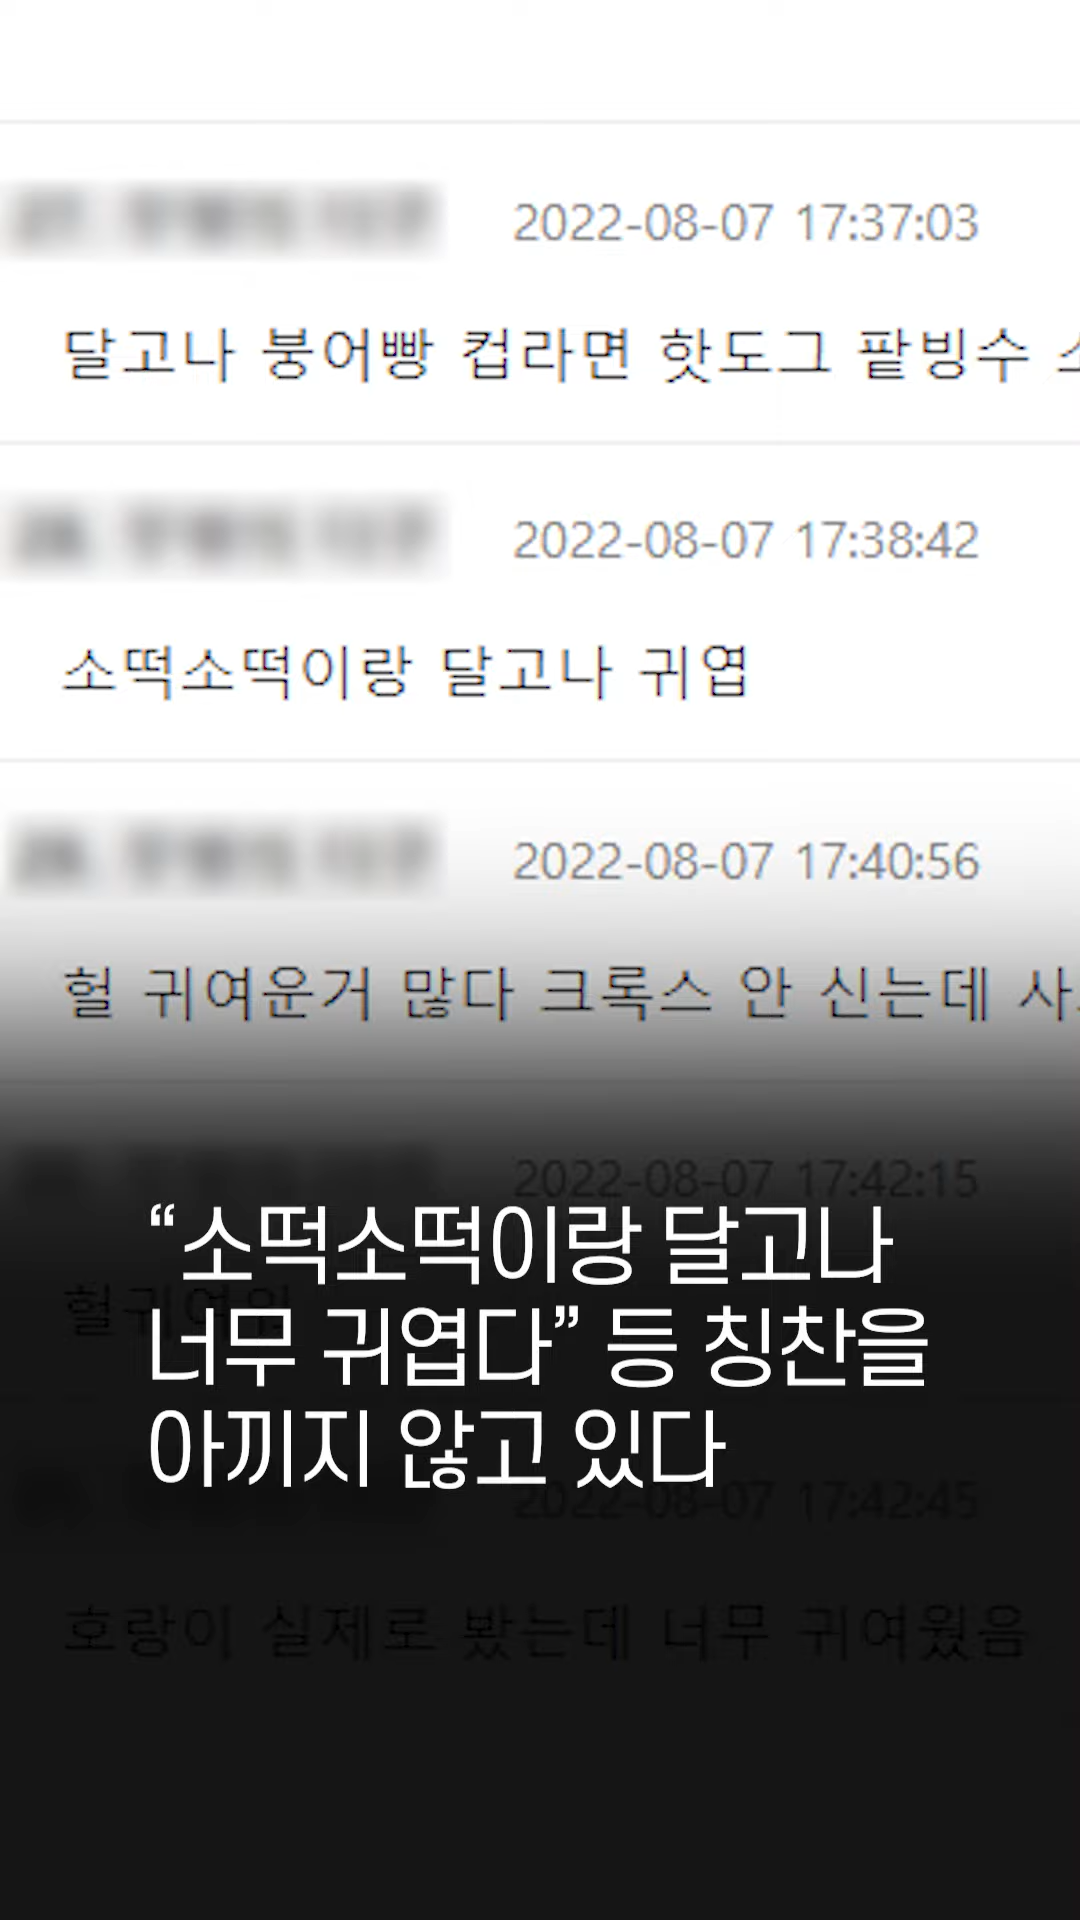 2022-08-07 17:37:03
달고나 붕어빵 컵라면 핫도그 팥빙수
2022-08-07 17:38:42
소떡소떡이랑 달고나 귀엽
2022-08-07 17:40:56
헐 귀여운거 많다 크록스 안 신는데
2022-08-07 17:42:15
“소떡소떡이랑 달고나
헐귀여워
너무 귀엽다” 등 칭찬을
아끼지 않고 있다
2022-08-07 17:42:45
호랑이 실제로 봤는데 너무 귀여웠음